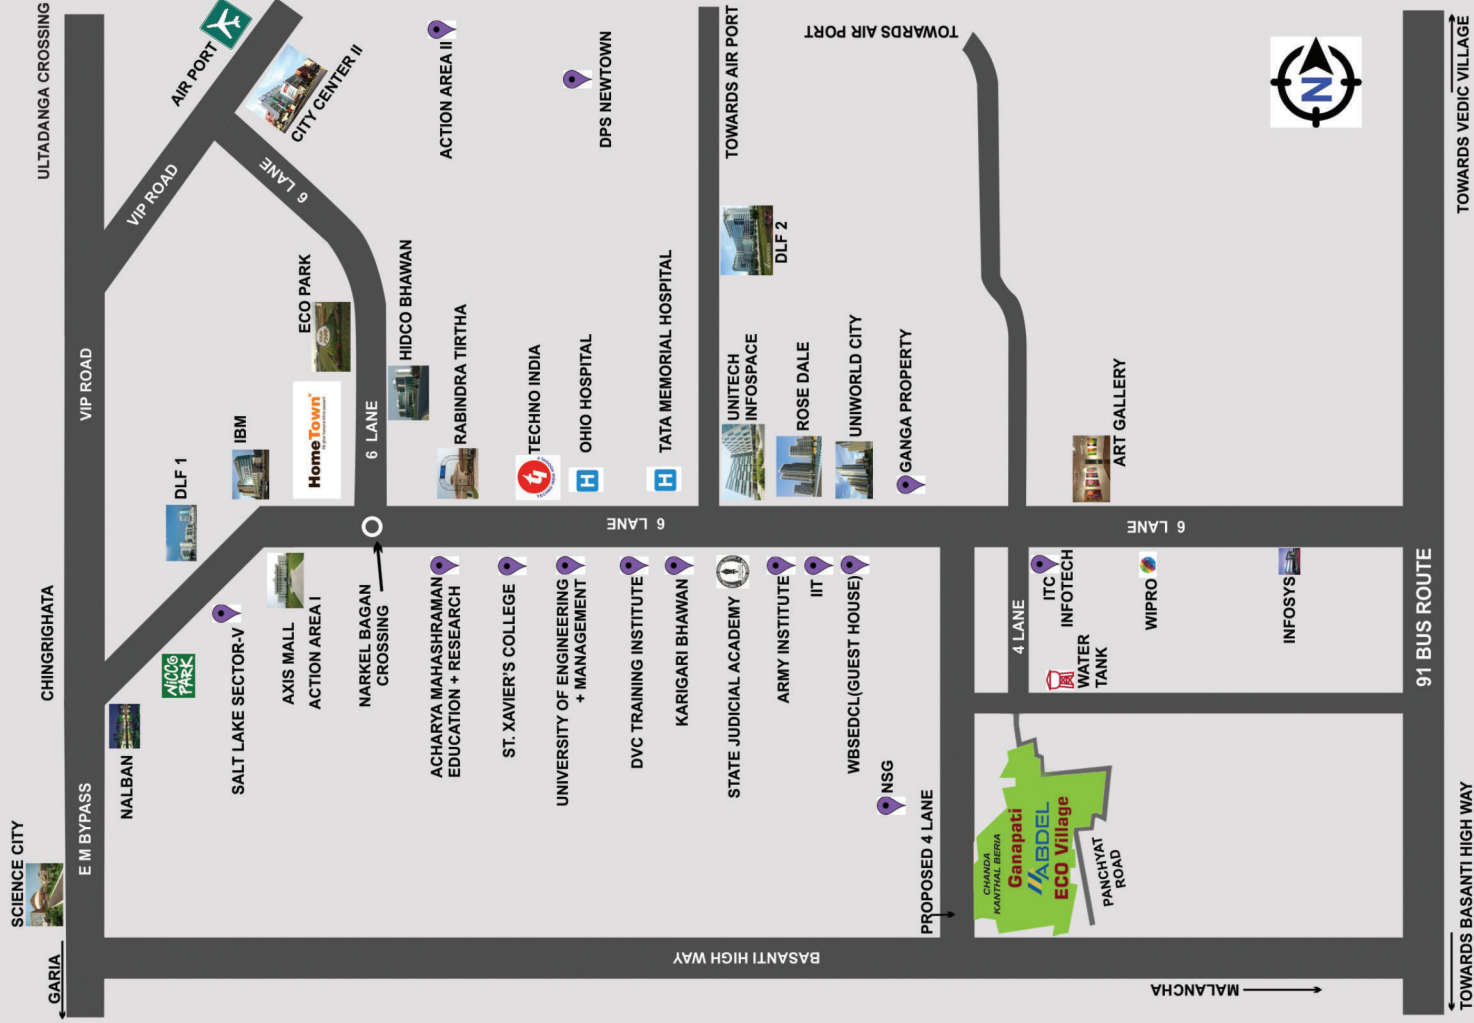 ULTADANGA CROSSING
CHINGRIGHATA
SCIENCE CITY
GARIA
VIP ROAD
E M BYPASS
AIR PORT
VIP ROAD
CITY CENTER II
6 LANE
ECO PARK
HomeTown
IBM
DLF 1
NICCO
PARK
NALBAN
SALT LAKE SECTOR-V
AXIS MALL
ACTION AREA I
NARKEL BAGAN
CROSSING
6 LANE
HIDCO BHAWAN
ACTION AREA II
RABINDRA TIRTHA
TECHNO INDIA
H
OHIO HOSPITAL
H
TATA MEMORIAL HOSPITAL
DPS NEWTOWN
TOWARDS AIR PORT
ACHARYA MAHASHRAMAN
EDUCATION + RESEARCH
ST. XAVIER'S COLLEGE
UNIVERSITY OF ENGINEERING
+ MANAGEMENT
DVC TRAINING INSTITUTE
KARIGARI BHAWAN
STATE JUDICIAL ACADEMY
ARMY INSTITUTE
IIT
WBSEDCL(GUEST HOUSE)
NSG
6 LANE
DLF 2
UNITECH
INFOSPACE
ROSE DALE
UNIWORLD CITY
GANGA PROPERTY
TOWARDS AIR PORT
ART GALLERY
6 LANE
4 LANE
ITC
INFOTECH
WATER
TANK
WIPRO
INFOSYS
PROPOSED 4 LANE
CHANDA
KANTHAL BERIA
Ganapati
ABDEL
ECO Village
PANCHYAT
ROAD
BASANTI HIGH WAY
MALANCHA
N
91 BUS ROUTE
TOWARDS VEDIC VILLAGE
TOWARDS BASANTI HIGH WAY